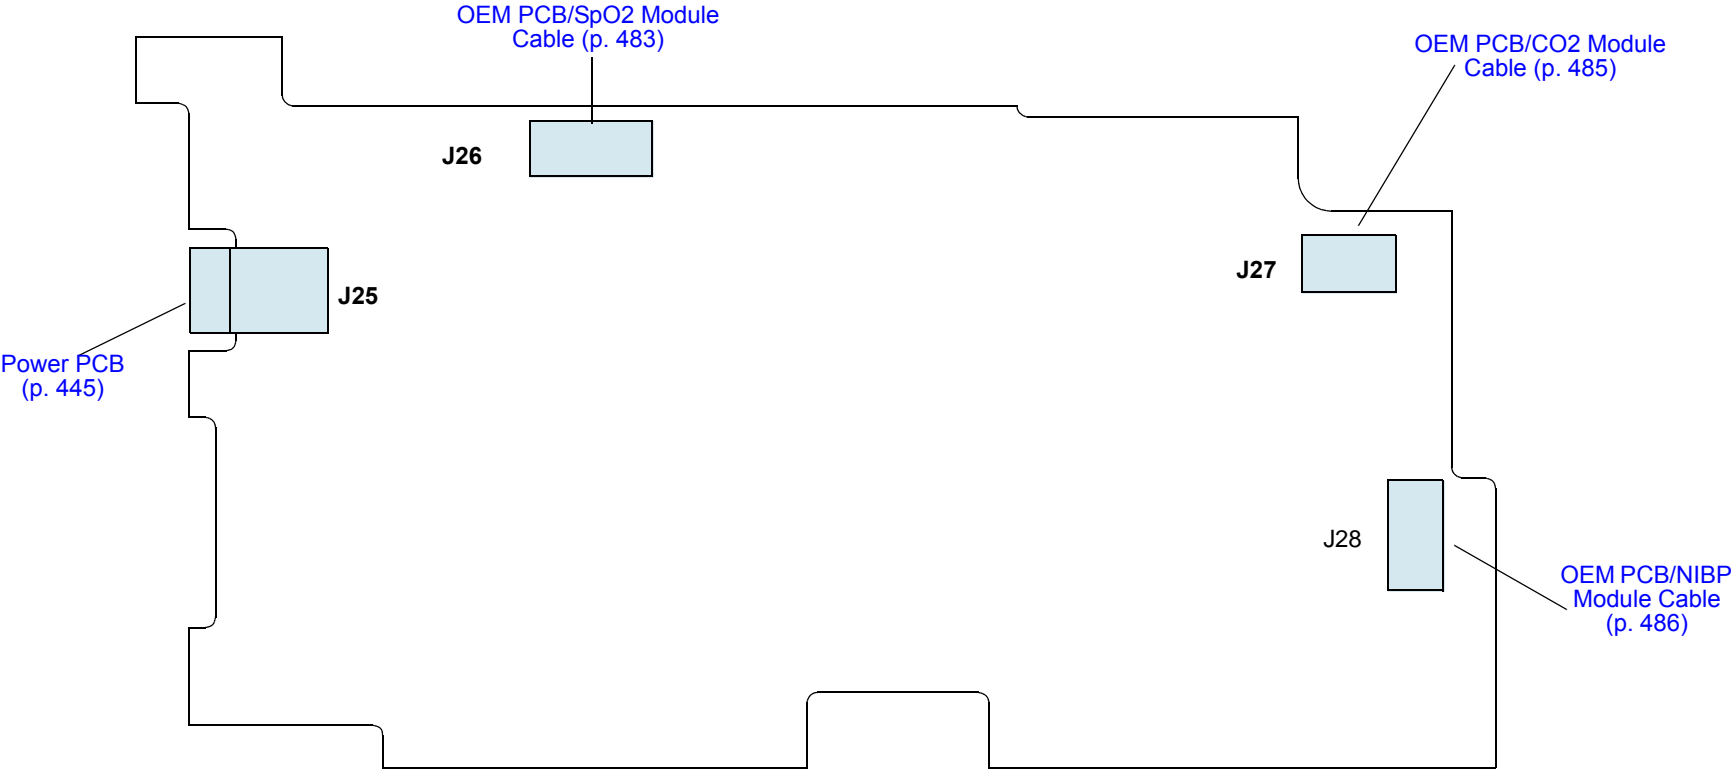 OEM PCB/SpO2 Module
Cable (p. 483)
OEM PCB/CO2 Module
Cable (p. 485)
J26
J27
J25
Power PCB
(p. 445)
J28
OEM PCB/NIBP
Module Cable
(p. 486)